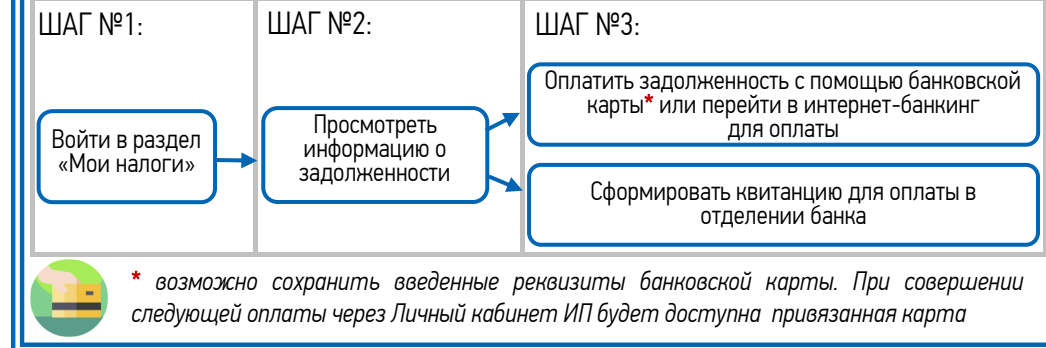 ШАГ №1:
Войти в раздел
«Мои налоги»
ШАГ №2:
Просмотреть
информацию о
задолженности
ШАГ №3:
Оплатить задолженность с помощью банковской
карты* или перейти в интернет-банкинг
для оплаты
Сформировать квитанцию для оплаты в
отделении банка
* возможно сохранить введенные реквизиты банковской карты. При совершении
следующей оплаты через Личный кабинет ИП будет доступна привязанная карта